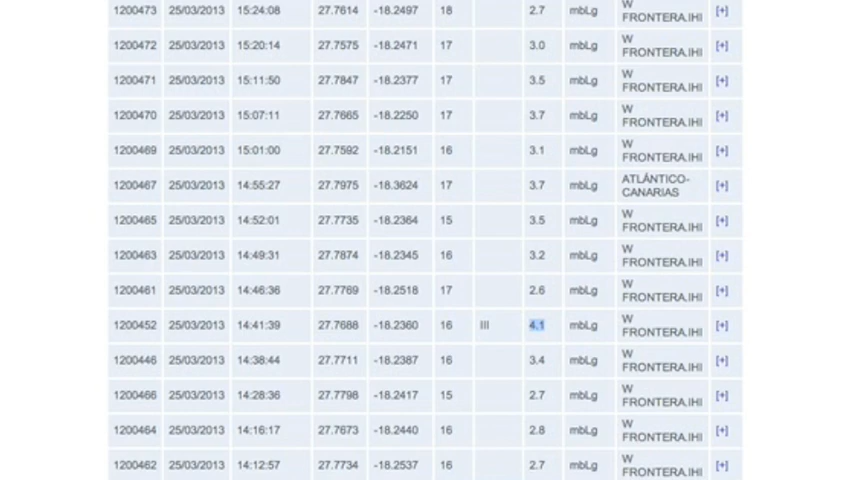 1200473 25/03/2013 15:24:08 27.7614 -18.2497 18 2.7 mbLg W FRONTERA.IHI [+]
1200472 25/03/2013 15:20:14 27.7575 -18.2471 17 3.0 mbLg W FRONTERA.IHI [+]
1200471 25/03/2013 15:11:50 27.7847 -18.2377 17 3.5 mbLg W FRONTERA.IHI [+]
1200470 25/03/2013 15:07:11 27.7665 -18.2250 17 3.7 mbLg W FRONTERA.IHI [+]
1200469 25/03/2013 15:01:00 27.7592 -18.2151 16 3.1 mbLg W FRONTERA.IHI [+]
1200467 25/03/2013 14:55:27 27.7975 -18.3624 17 3.7 mbLg ATLÁNTICO-CANARIAS [+]
1200465 25/03/2013 14:52:01 27.7735 -18.2364 15 3.5 mbLg W FRONTERA.IHI [+]
1200463 25/03/2013 14:49:31 27.7874 -18.2345 16 3.2 mbLg W FRONTERA.IHI [+]
1200461 25/03/2013 14:46:36 27.7769 -18.2518 17 2.6 mbLg W FRONTERA.IHI [+]
1200452 25/03/2013 14:41:39 27.7688 -18.2360 16 III 4.1 mbLg W FRONTERA.IHI [+]
1200446 25/03/2013 14:38:44 27.7711 -18.2387 16 3.4 mbLg W FRONTERA.IHI [+]
1200466 25/03/2013 14:28:36 27.7798 -18.2417 15 2.7 mbLg W FRONTERA.IHI [+]
1200464 25/03/2013 14:16:17 27.7673 -18.2440 16 2.8 mbLg W FRONTERA.IHI [+]
1200462 25/03/2013 14:12:57 27.7734 -18.2537 16 2.7 mbLg W FRONTERA.IHI [+]